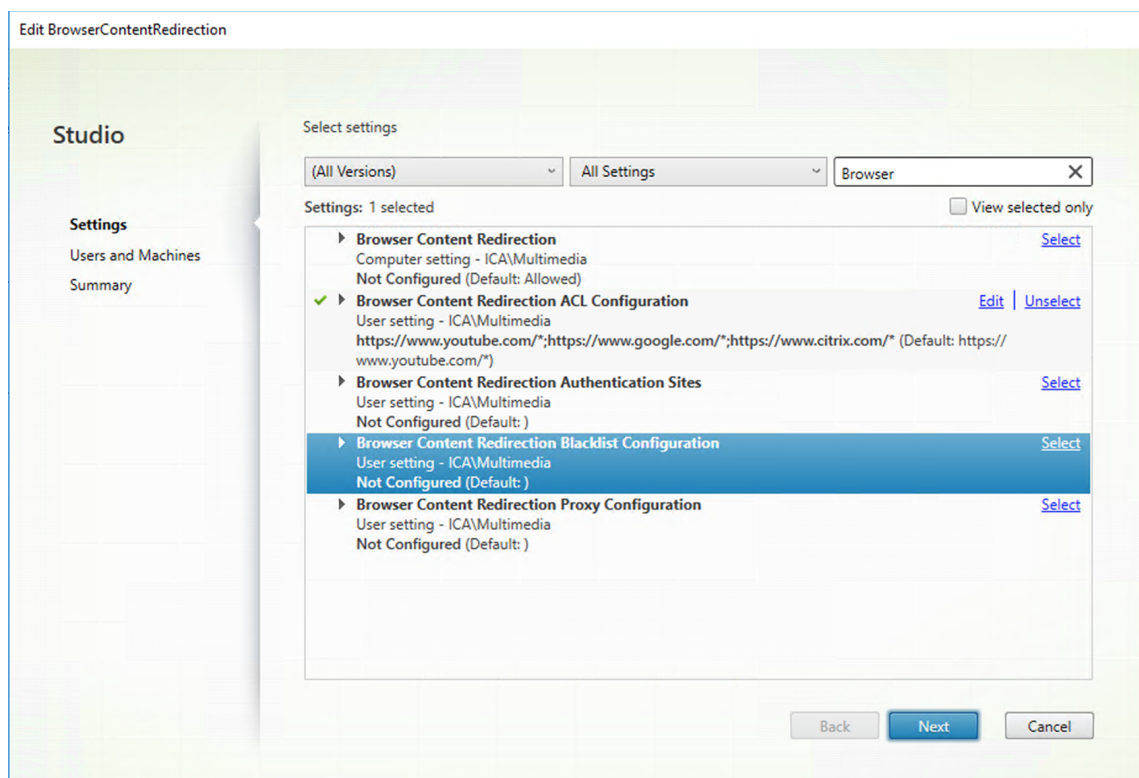 Edit BrowserContentRedirection
Studio
Settings
Users and Machines
Summary
Select settings
(All Versions)
All Settings
Browser
Settings: 1 selected
View selected only
Browser Content Redirection
Select
Computer setting - ICA\Multimedia
Not Configured (Default: Allowed)
Browser Content Redirection ACL Configuration
Edit | Unselect
User setting - ICA\Multimedia
https://www.youtube.com/*;https://www.google.com/*;https://www.citrix.com/* (Default: https://
www.youtube.com/*)
Browser Content Redirection Authentication Sites
Select
User setting - ICA\Multimedia
Not Configured (Default: )
Browser Content Redirection Blacklist Configuration
Select
User setting - ICA\Multimedia
Not Configured (Default: )
Browser Content Redirection Proxy Configuration
Select
User setting - ICA\Multimedia
Not Configured (Default: )
Back
Next
Cancel